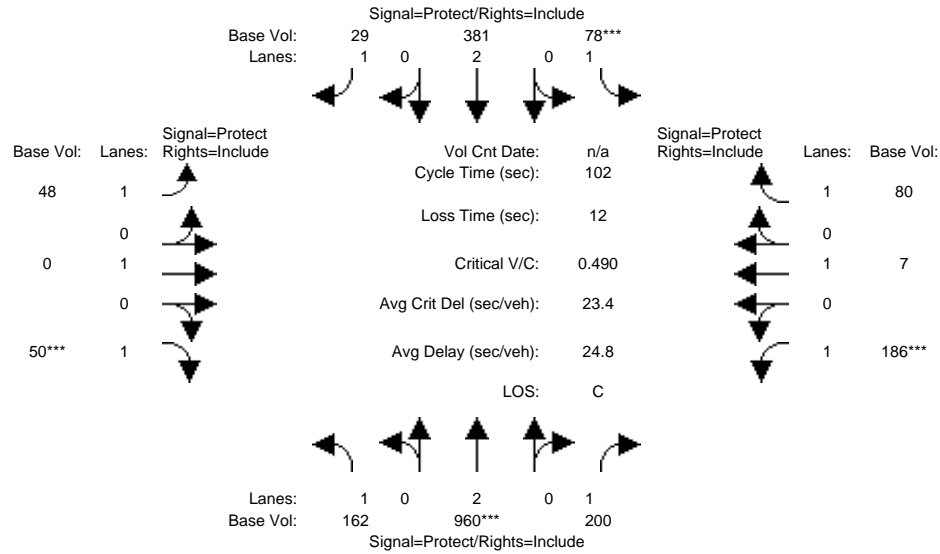 Signal=Protect/Rights=Include
Base Vol: 29 381 78***
Lanes: 1 0 2 0 1
Signal=Protect
Base Vol: Lanes: Rights=Include
Vol Cnt Date: n/a
Signal=Protect
Rights=Include Lanes: Base Vol:
Cycle Time (sec): 102
48 1
1 80
Loss Time (sec): 12
0
0
0 1
Critical V/C: 0.490
1 7
0
Avg Crit Del (sec/veh): 23.4
0
50*** 1
Avg Delay (sec/veh): 24.8
1 186***
LOS: C
Lanes: 1 0 2 0 1
Base Vol: 162 960*** 200
Signal=Protect/Rights=Include